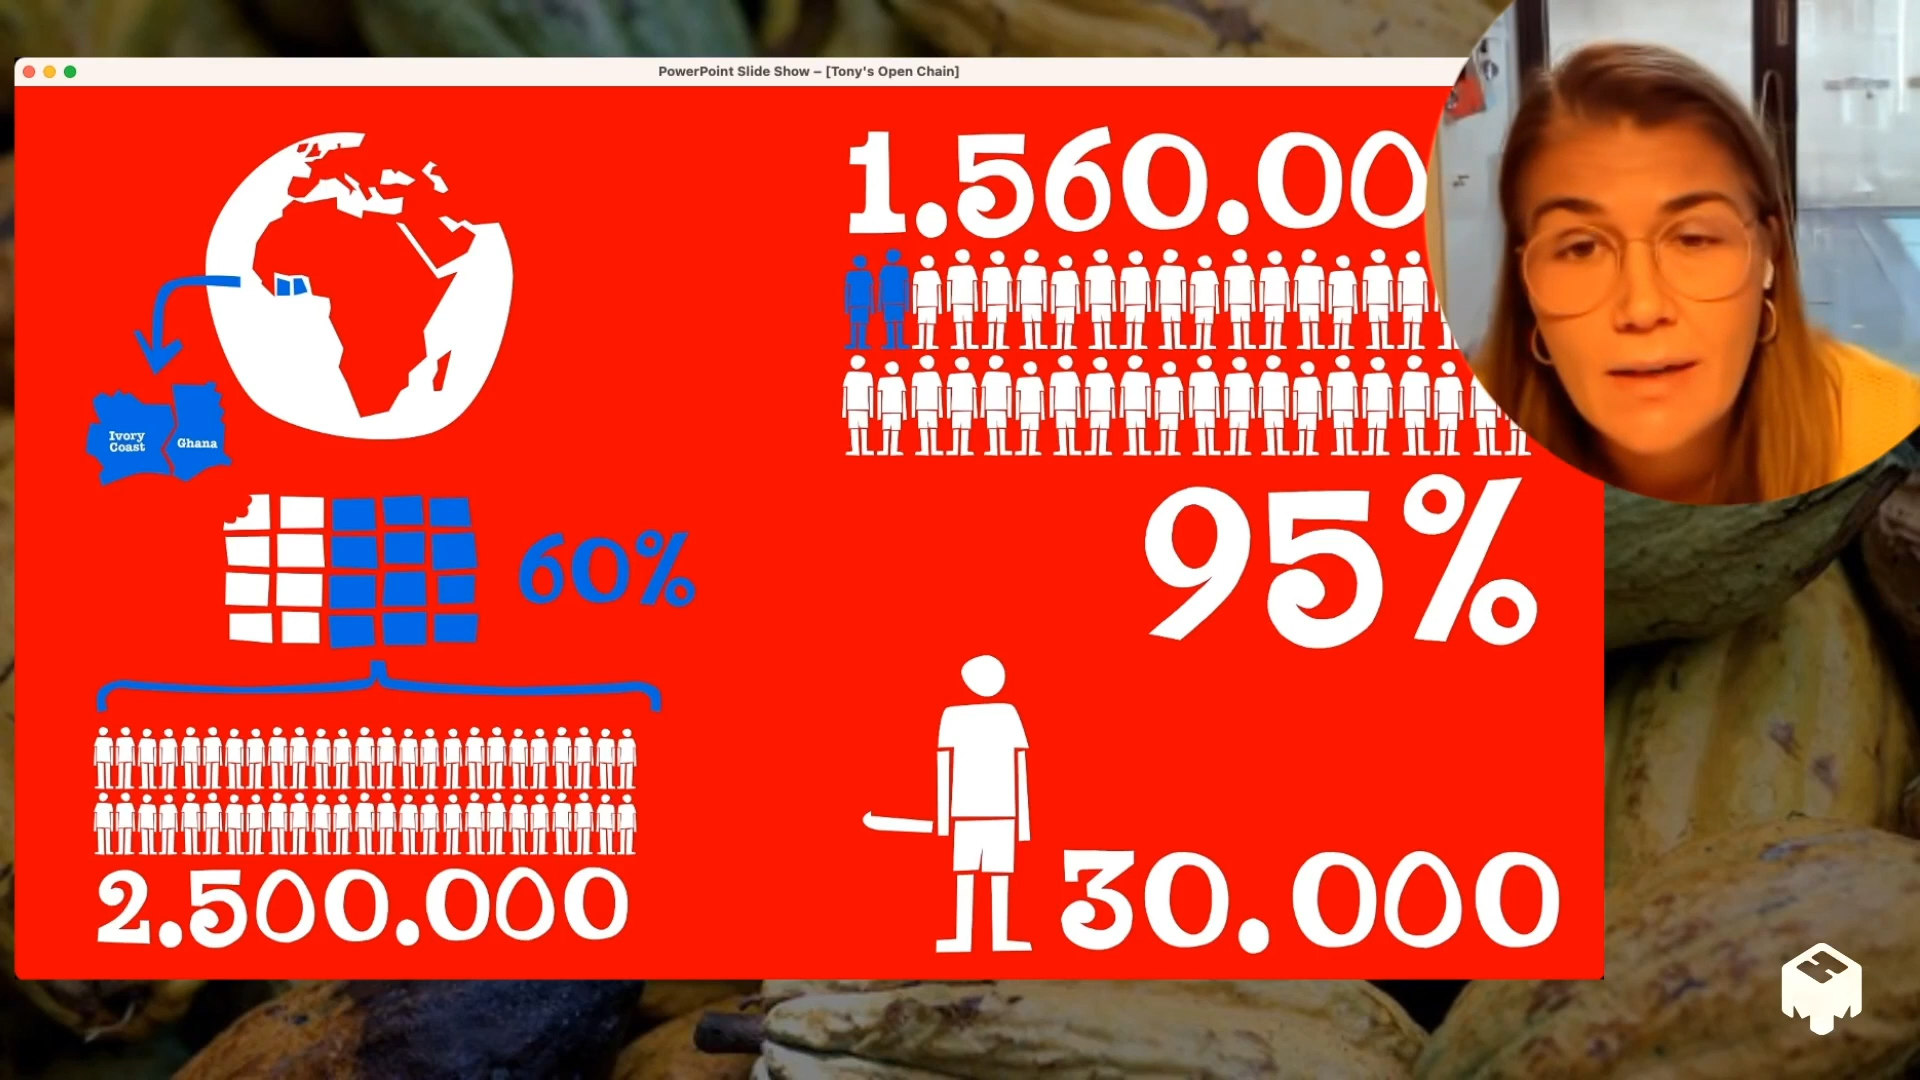 PowerPoint Slide Show – [Tony's Open Chain]
1.560.00
Ivory
Coast
Ghana
60%
95%
2.500.000
30.000